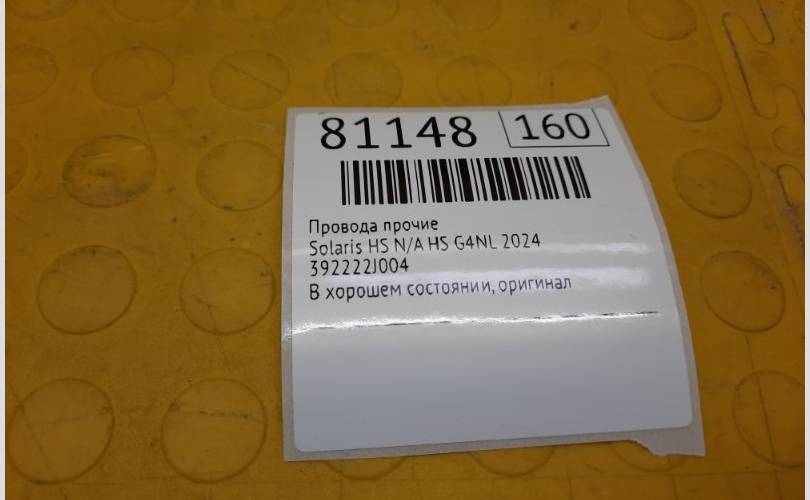 81148 160
Провода прочие
Solaris HS N/A HS G4NL 2024
392222J004
В хорошем состоянии, оригинал